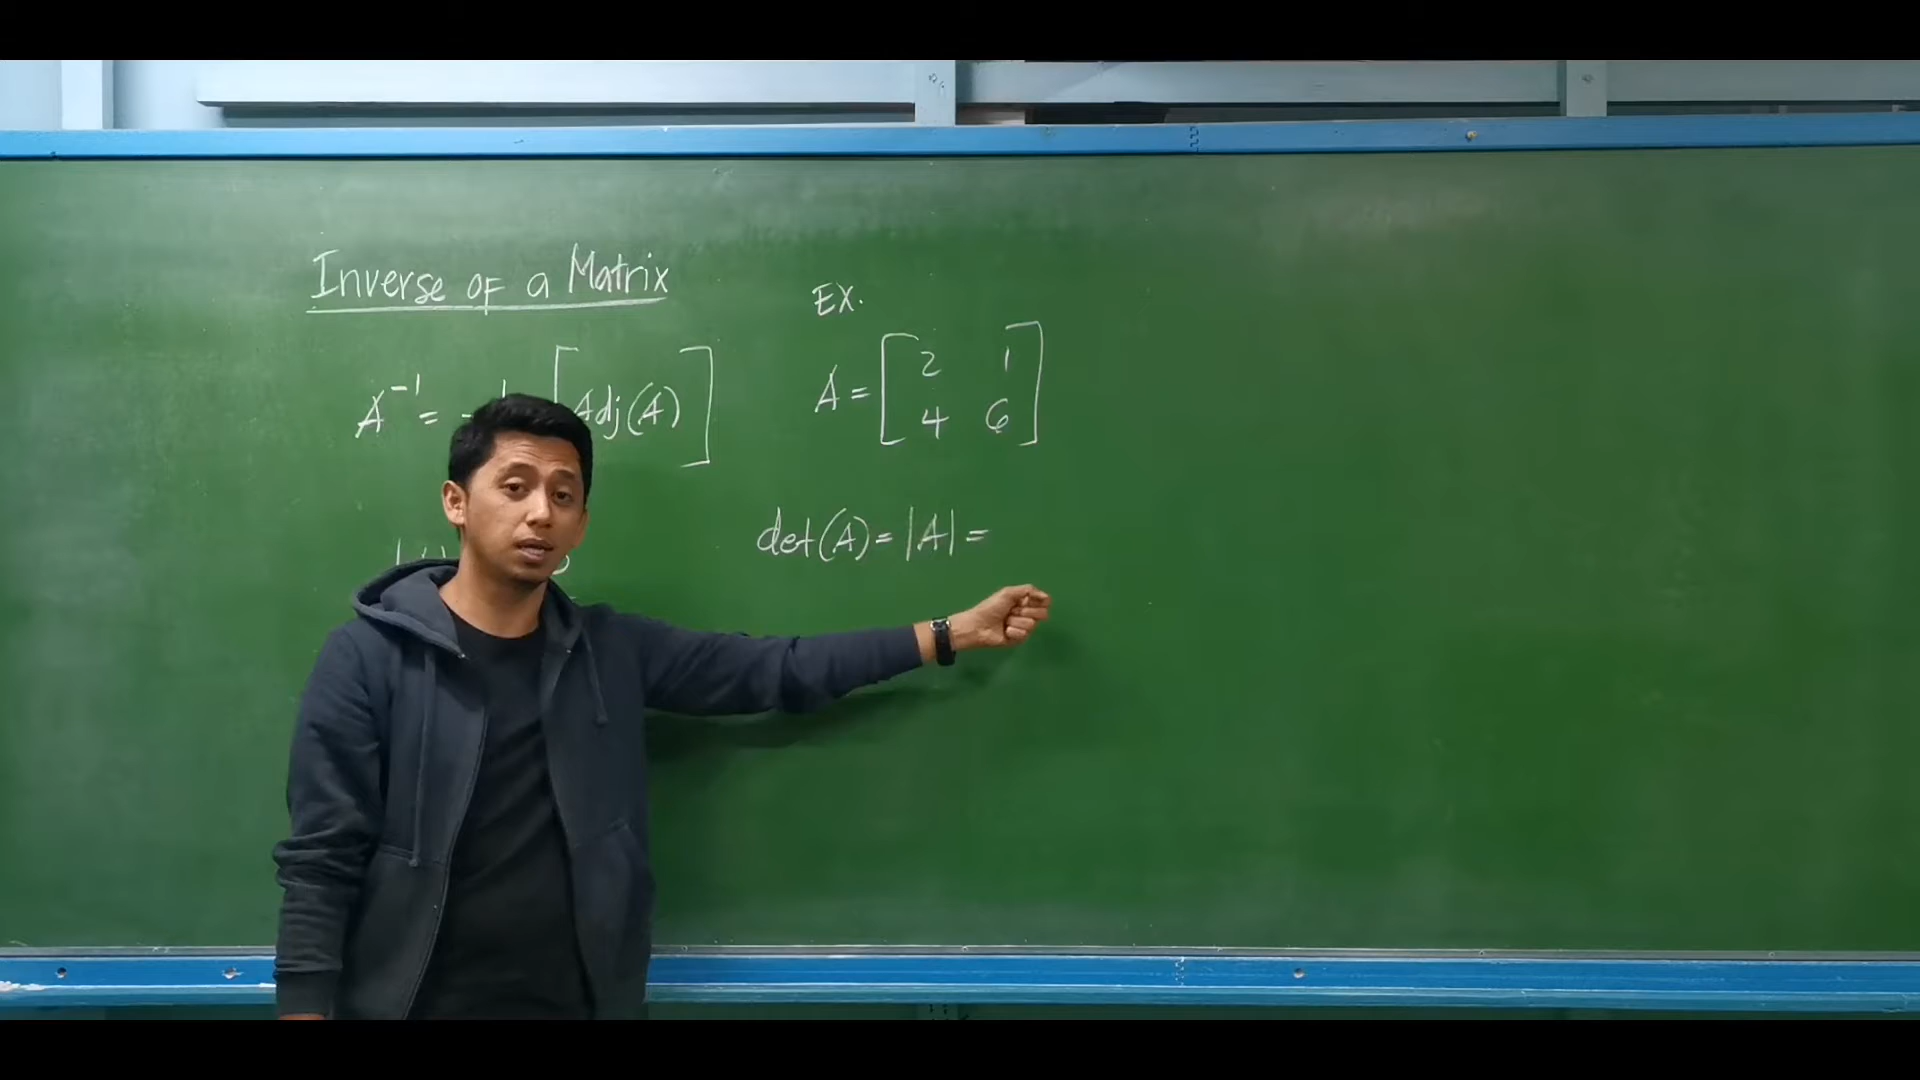 Inverse of a Matrix
A⁻¹ = 1 [Adj(A)]
EX.
A = [2 1
4 6]
det(A) = |A| =